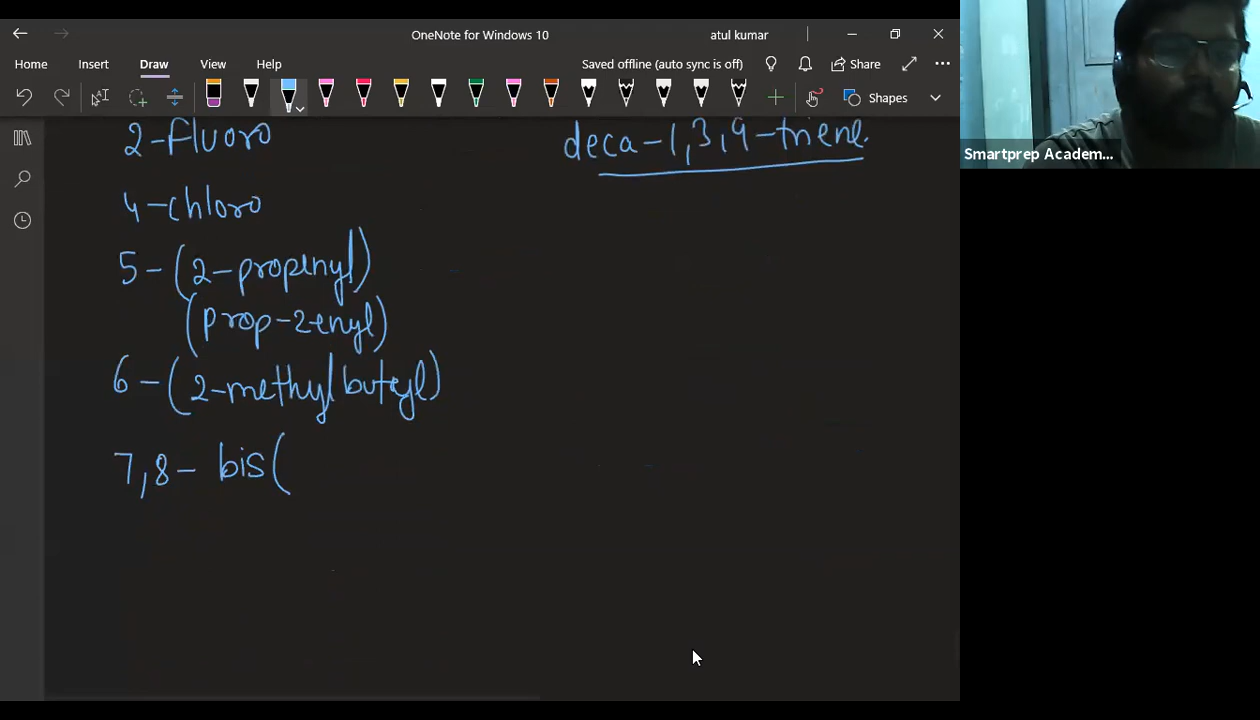 OneNote for Windows 10
atul kumar
Home Insert Draw View Help
Saved offline (auto sync is off)
Share
Shapes
2-fluoro
deca-1,3,9-triene.
4-chloro
5-(2-propenyl)
(prop-2enyl)
6-(2-methylbutyl)
7,8- bis(
Smartprep Academ...